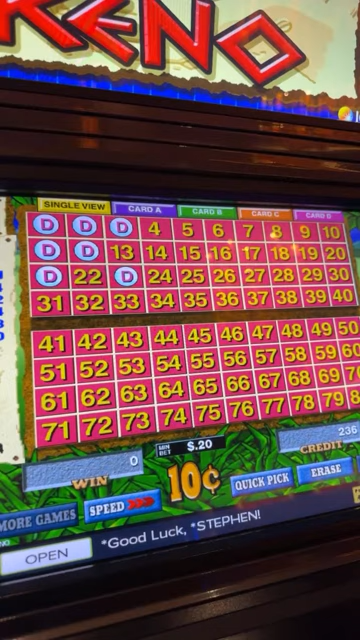 KENO
SINGLE VIEW CARD A CARD B CARD C CARD D
D D D 4 5 6 7 8 9 10
D D 13 14 15 16 17 18 19 20
D 22 D 24 25 26 27 28 29 30
31 32 33 34 35 36 37 38 39 40
41 42 43 44 45 46 47 48 49 50
51 52 53 54 55 56 57 58 59 60
61 62 63 64 65 66 67 68 69
71 72 73 74 75 76 77 78 79 8
MIN BET $.20
0 236
WIN 10¢ CREDIT
MORE GAMES SPEED >>> QUICK PICK ERASE
OPEN *Good Luck, *STEPHEN!